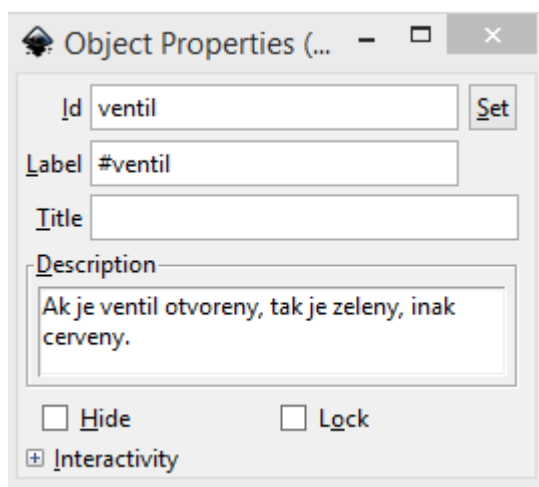 Object Properties (...
Id ventil Set
Label #ventil
Title
Description
Ak je ventil otvoreny, tak je zeleny, inak
cerveny.
Hide Lock
Interactivity